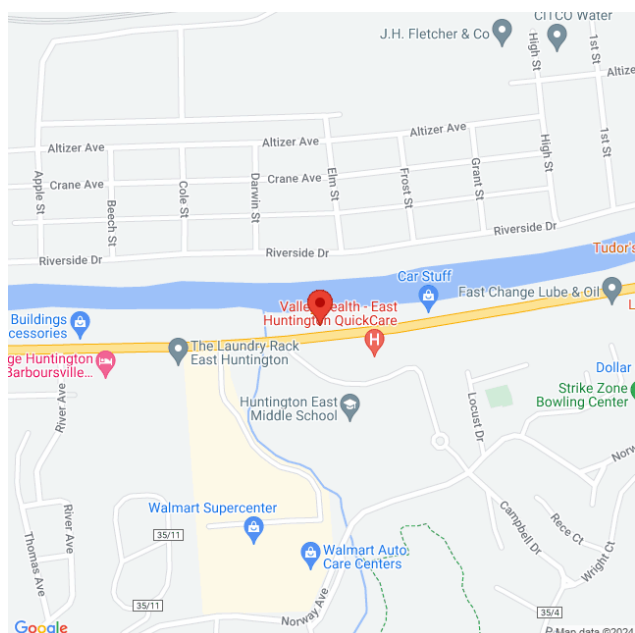 CITCO Water
J.H. Fletcher & Co
High St
1st St
Altizer
Altizer Ave
Altizer Ave
Altizer Ave
Crane Ave
Crane Ave
Apple St
Beech St
Cole St
Darwin St
Elm St
Frost St
Grant St
High St
1st St
Riverside Dr
Riverside Dr
Riverside Dr
Tudor's
Car Stuff
Fast Change Lube & Oil
Valley Health - East
Huntington QuickCare
Buildings
cessories
The Laundry Rack
East Huntington
ge Huntington
Barboursville...
Dollar
Strike Zone
Bowling Center
River Ave
Huntington East
Middle School
Locust Dr
Norw
Walmart Supercenter
Walmart Auto
Care Centers
35/11
River Ave
Thomas Ave
Campbell Dr
Rece Ct
Wright Ct
Norway Ave
35/11
35/4
Google
Map data ©2024